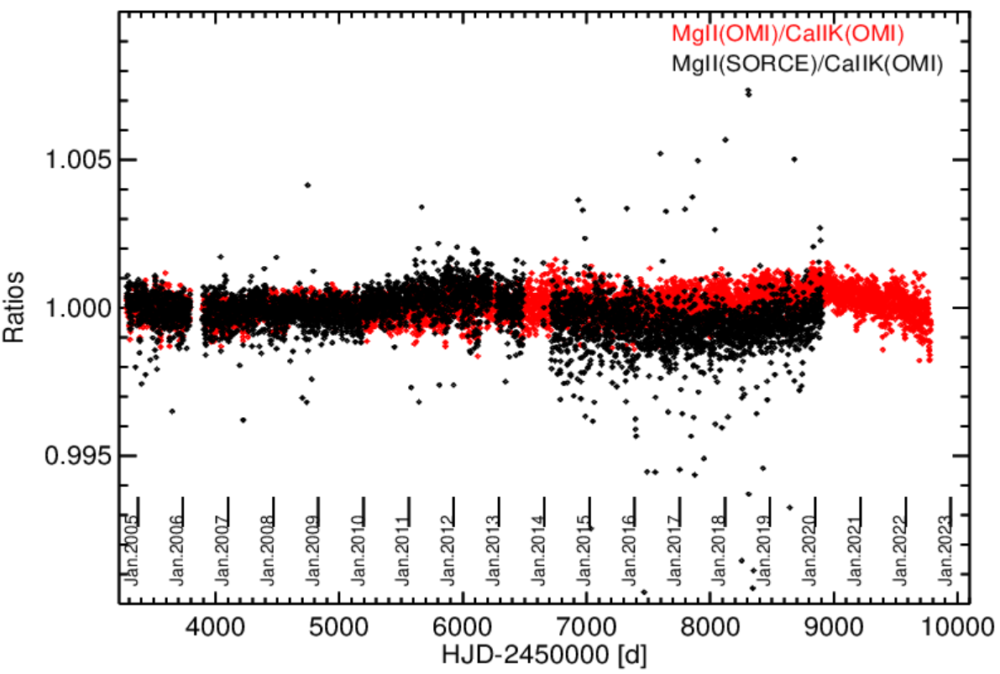 MgII(OMI)/CaIIK(OMI)
MgII(SORCE)/CaIIK(OMI)
Ratios
1.005
1.000
0.995
Jan.2005
Jan.2006
Jan.2007
Jan.2008
Jan.2009
Jan.2010
Jan.2011
Jan.2012
Jan.2013
Jan.2014
Jan.2015
Jan.2016
Jan.2017
Jan.2018
Jan.2019
Jan.2020
Jan.2021
Jan.2022
Jan.2023
4000 5000 6000 7000 8000 9000 10000
HJD-2450000 [d]